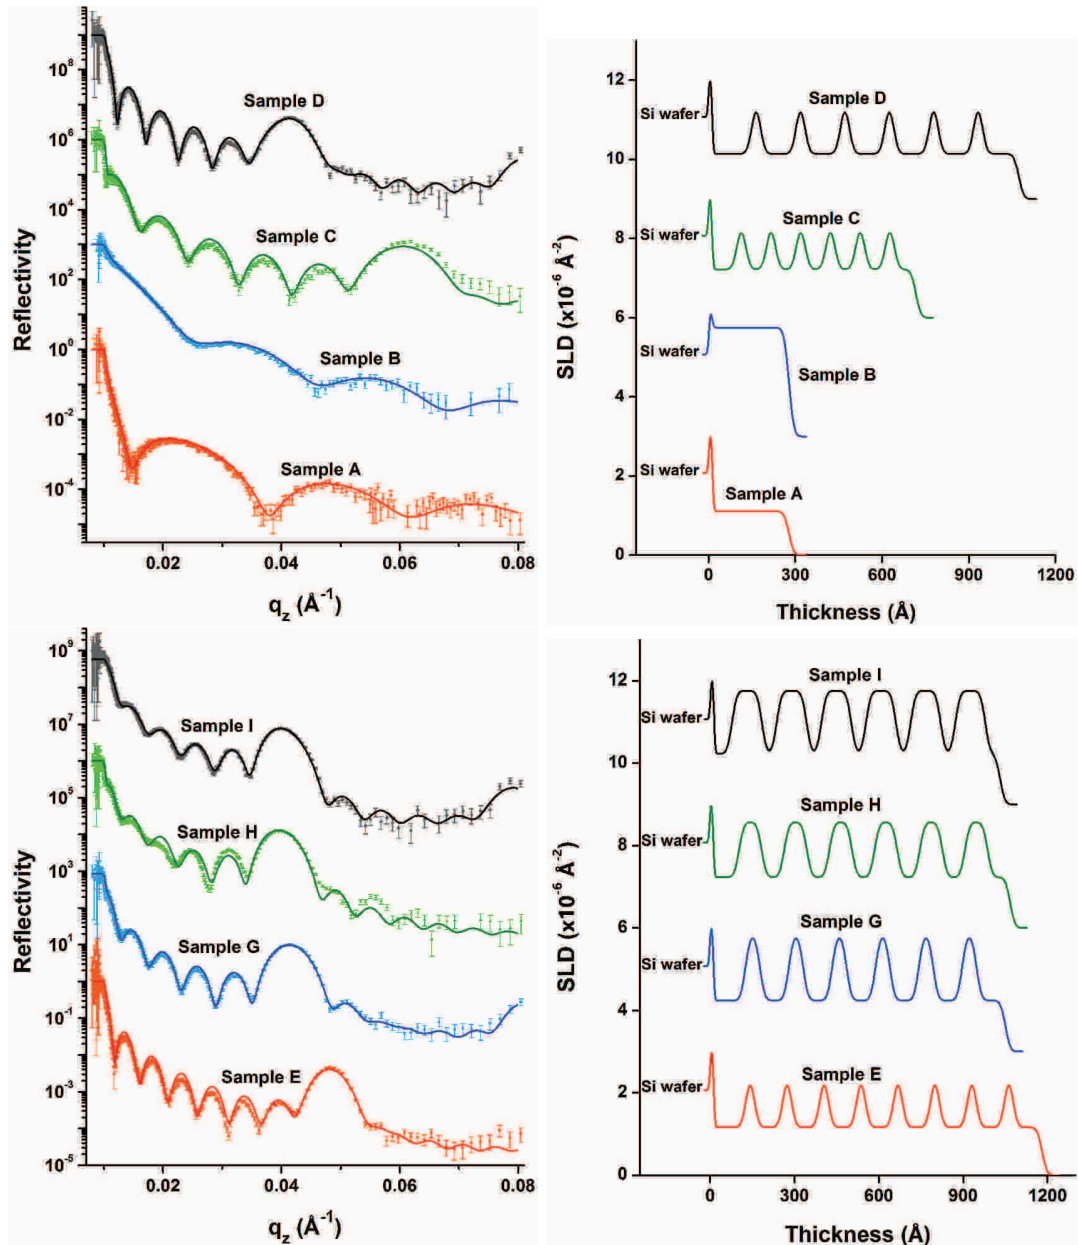 10^8
10^6
10^4
10^2
10^0
10^-2
10^-4
Reflectivity
Sample D
Sample C
Sample B
Sample A
0.02
0.04
0.06
0.08
q_z (Å^-1)
12
10
8
6
4
2
0
SLD (x10^-6 Å^-2)
Si wafer
Sample D
Si wafer
Sample C
Si wafer
Sample B
Si wafer
Sample A
0
300
600
900
1200
Thickness (Å)
10^9
10^7
10^5
10^3
10^1
10^-1
10^-3
10^-5
Reflectivity
Sample I
Sample H
Sample G
Sample E
0.02
0.04
0.06
0.08
q_z (Å^-1)
12
10
8
6
4
2
0
SLD (x10^-6 Å^-2)
Sample I
Si wafer
Sample H
Si wafer
Sample G
Si wafer
Sample E
Si wafer
0
300
600
900
1200
Thickness (Å)